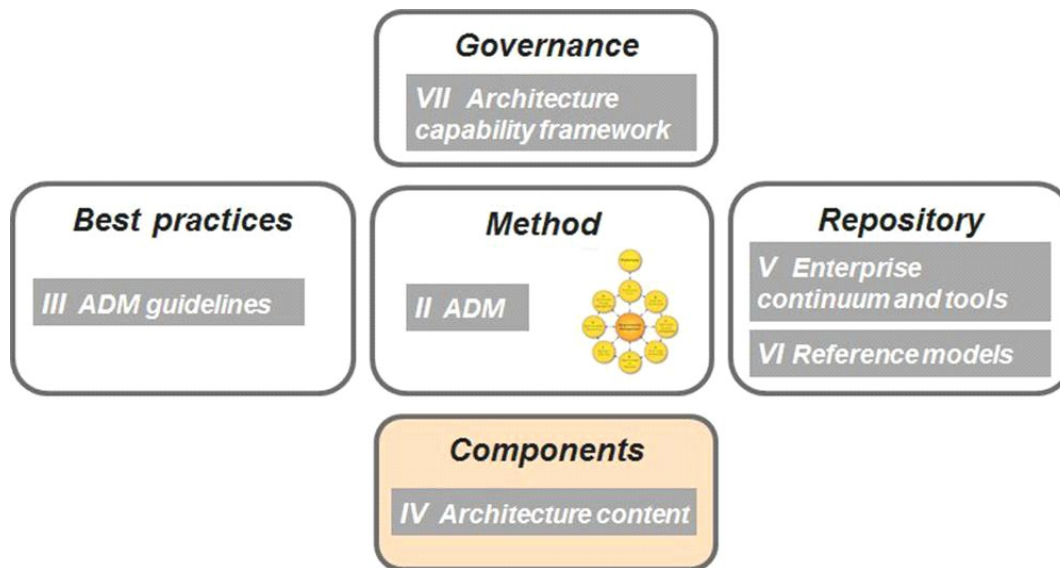 Governance
VII Architecture
capability framework
Best practices
III ADM guidelines
Method
II ADM
Repository
V Enterprise
continuum and tools
VI Reference models
Components
IV Architecture content